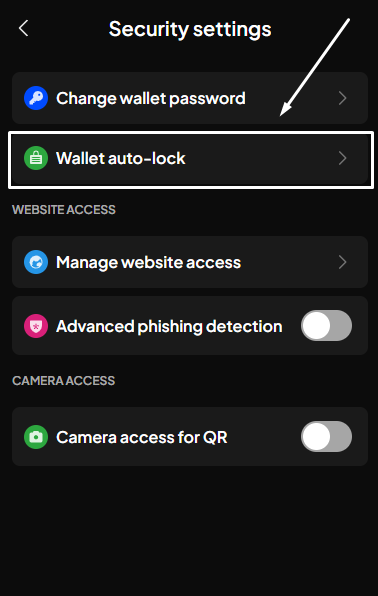 Security settings
Change wallet password
Wallet auto-lock
WEBSITE ACCESS
Manage website access
Advanced phishing detection
CAMERA ACCESS
Camera access for QR